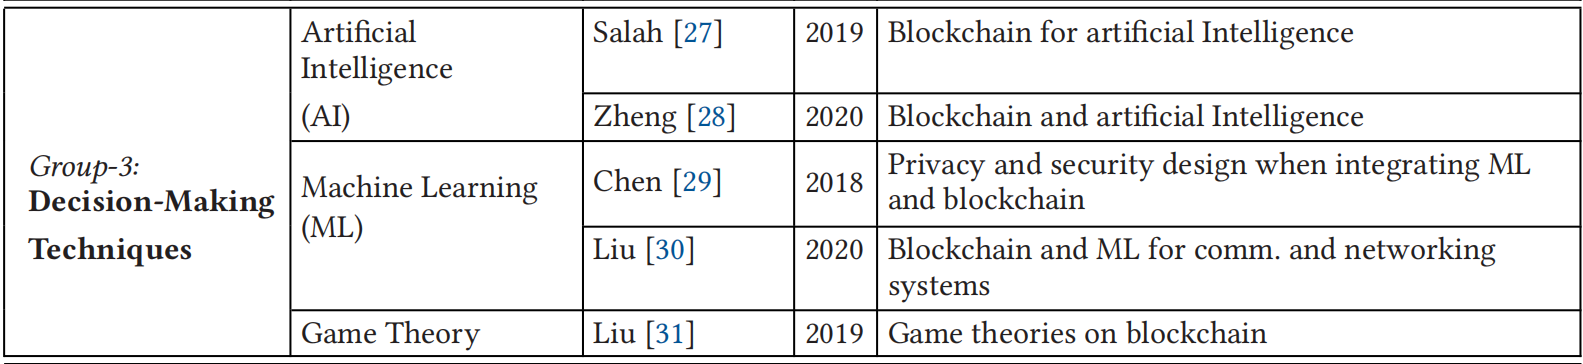 Group-3:
Decision-Making
Techniques
Artificial
Intelligence
(AI)
Salah [27] 2019 Blockchain for artificial Intelligence
Zheng [28] 2020 Blockchain and artificial Intelligence
Machine Learning
(ML)
Chen [29] 2018 Privacy and security design when integrating ML
and blockchain
Liu [30] 2020 Blockchain and ML for comm. and networking
systems
Game Theory Liu [31] 2019 Game theories on blockchain